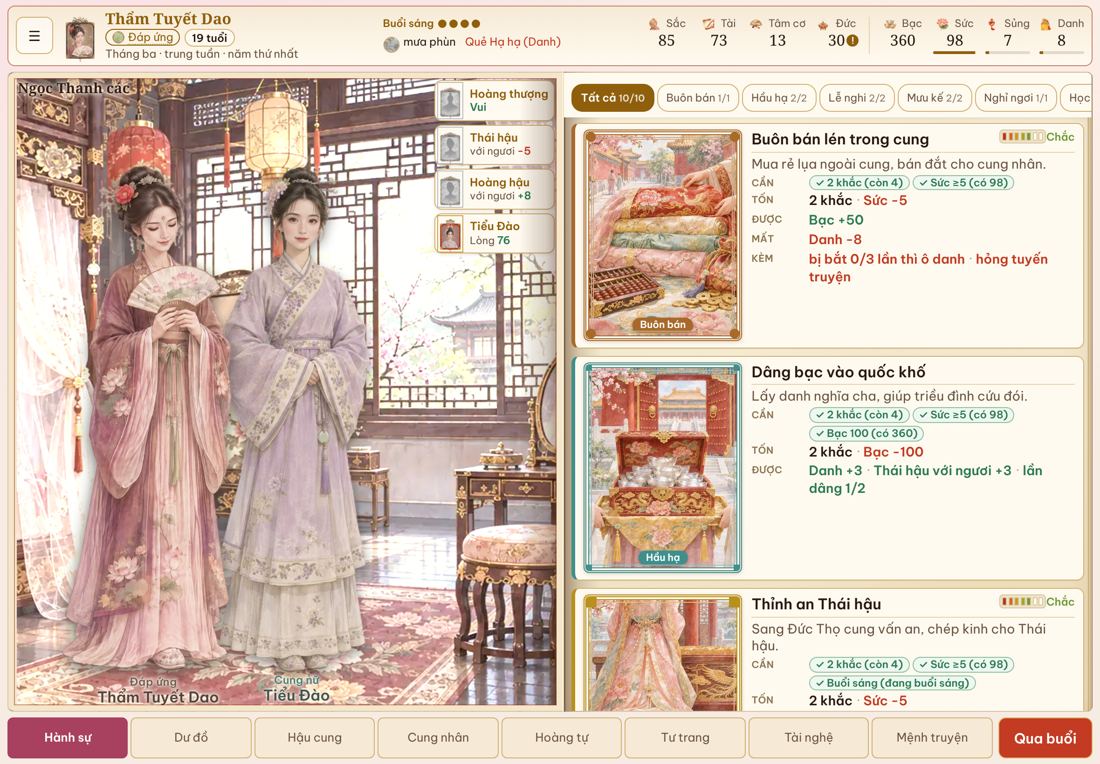 Thẩm Tuyết Dao
Đáp ứng
19 tuổi
Tháng ba · trung tuần · năm thứ nhất
Buổi sáng
mưa phùn
Quẻ Hạ hạ (Danh)
Sắc
85
Tài
73
Tâm cơ
13
Đức
30
Bạc
360
Sức
98
Sủng
7
Danh
8
Ngọc Thanh các
Hoàng thượng
Vui
Thái hậu
với ngươi -5
Hoàng hậu
với ngươi +8
Tiểu Đào
Lòng 76
Đáp ứng
Thẩm Tuyết Dao
Cung nữ
Tiểu Đào
Tất cả 10/10
Buôn bán 1/1
Hầu hạ 2/2
Lễ nghi 2/2
Mưu kế 2/2
Nghỉ ngơi 1/1
Học
Buôn bán
Buôn bán lén trong cung
Chắc
Mua rẻ lụa ngoài cung, bán đắt cho cung nhân.
CẦN
✓ 2 khắc (còn 4)
✓ Sức ≥5 (có 98)
TỐN
2 khắc · Sức -5
ĐƯỢC
Bạc +50
MẤT
Danh -8
KÈM
bị bắt 0/3 lần thì ô danh · hỏng tuyến
truyện
Hầu hạ
Dâng bạc vào quốc khố
Lấy danh nghĩa cha, giúp triều đình cứu đói.
CẦN
✓ 2 khắc (còn 4)
✓ Sức ≥5 (có 98)
✓ Bạc 100 (có 360)
TỐN
2 khắc · Bạc -100
ĐƯỢC
Danh +3 · Thái hậu với ngươi +3 · lần
dâng 1/2
Thỉnh an Thái hậu
Chắc
Sang Đức Thọ cung vấn an, chép kinh cho Thái
hậu.
CẦN
✓ 2 khắc (còn 4)
✓ Sức ≥5 (có 98)
✓ Buổi sáng (đang buổi sáng)
TỐN
2 khắc · Sức -5
Hành sự
Dư đồ
Hậu cung
Cung nhân
Hoàng tự
Tư trang
Tài nghệ
Mệnh truyện
Qua buổi